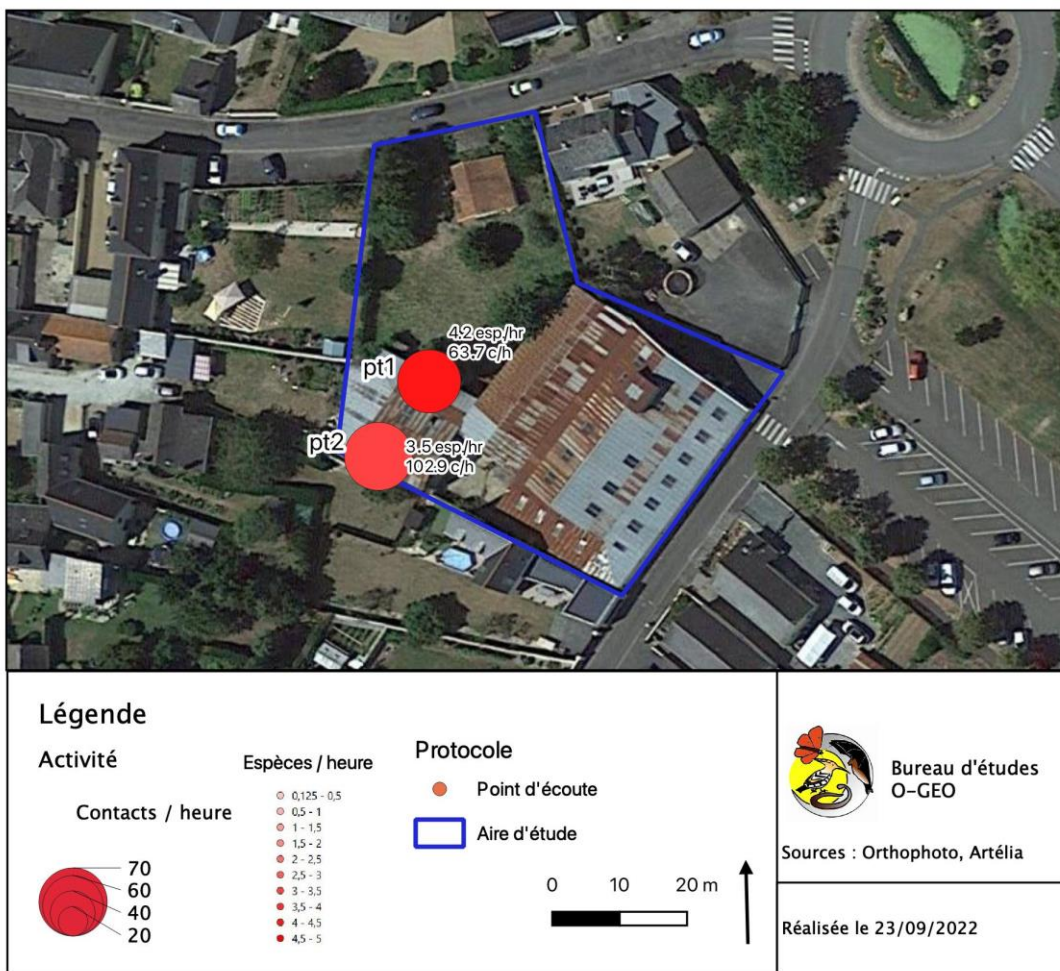 4.2 esp/hr
63.7 c/h
pt1
pt2
3.5 esp/hr
102.9 c/h
Légende
Activité
Contacts / heure
70
60
40
20
Espèces / heure
0,125 - 0,5
0,5 - 1
1 - 1,5
1,5 - 2
2 - 2,5
2,5 - 3
3 - 3,5
3,5 - 4
4 - 4,5
4,5 - 5
Protocole
Point d'écoute
Aire d'étude
0 10 20 m
Bureau d'études
O-GEO
Sources : Orthophoto, Artélia
Réalisée le 23/09/2022